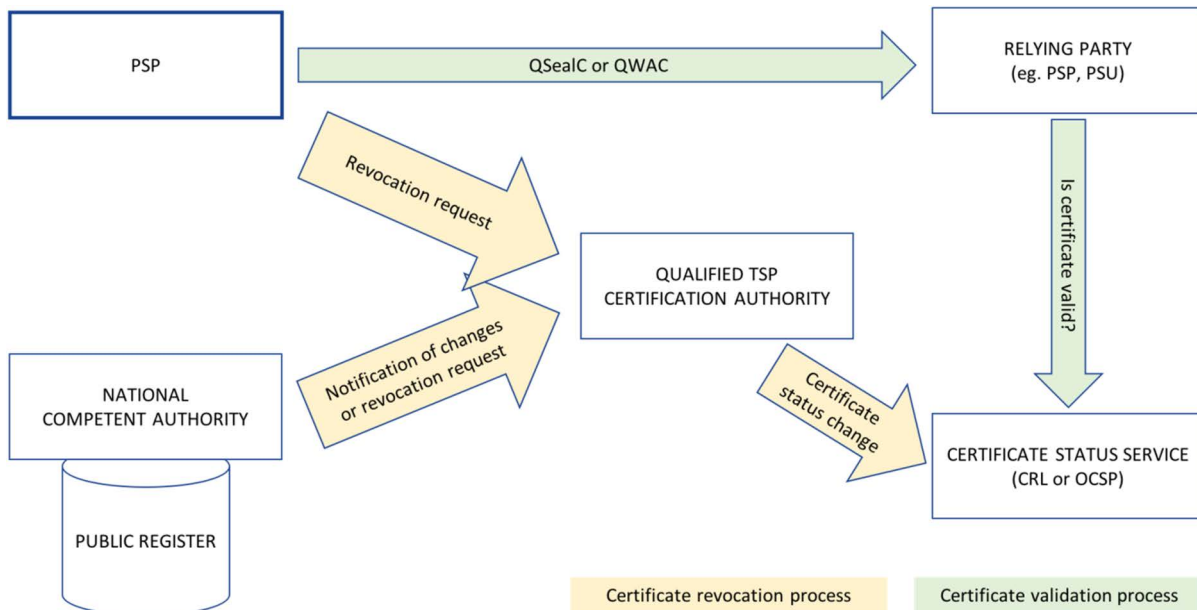 PSP
QSealC or QWAC
RELYING PARTY
(eg. PSP, PSU)
Revocation request
Is certificate valid?
QUALIFIED TSP
CERTIFICATION AUTHORITY
Notification of changes
or revocation request
NATIONAL
COMPETENT AUTHORITY
Certificate
status change
CERTIFICATE STATUS SERVICE
(CRL or OCSP)
PUBLIC REGISTER
Certificate revocation process
Certificate validation process